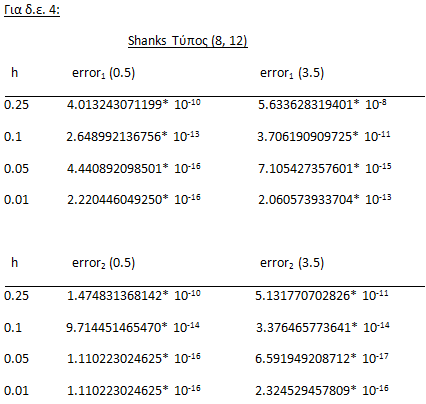 Για δ.ε. 4:
Shanks Τύπος (8, 12)
h error₁ (0.5) error₁ (3.5)
0.25 4.013243071199* 10⁻¹⁰ 5.633628319401* 10⁻⁸
0.1 2.648992136756* 10⁻¹³ 3.706190909725* 10⁻¹¹
0.05 4.440892098501* 10⁻¹⁶ 7.105427357601* 10⁻¹⁵
0.01 2.220446049250* 10⁻¹⁶ 2.060573933704* 10⁻¹³
h error₂ (0.5) error₂ (3.5)
0.25 1.474831368142* 10⁻¹⁰ 5.131770702826* 10⁻¹¹
0.1 9.714451465470* 10⁻¹⁴ 3.376465773641* 10⁻¹⁴
0.05 1.110223024625* 10⁻¹⁶ 6.591949208712* 10⁻¹⁷
0.01 1.110223024625* 10⁻¹⁶ 2.324529457809* 10⁻¹⁶